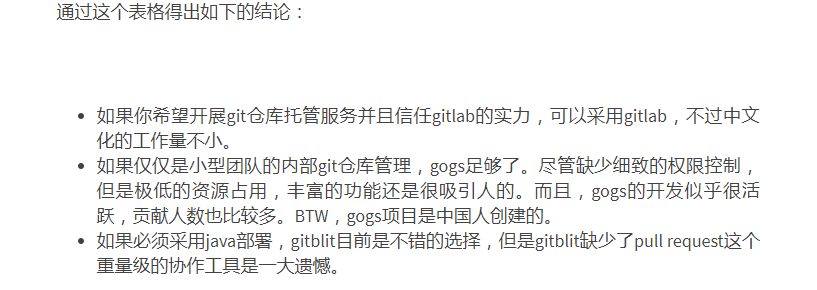 通过这个表格得出如下的结论：
如果你希望开展git仓库托管服务并且信任gitlab的实力，可以采用gitlab，不过中文
化的工作量不小。
如果仅仅是小型团队的内部git仓库管理，gogs足够了。尽管缺少细致的权限控制，
但是极低的资源占用，丰富的功能还是很吸引人的。而且，gogs的开发似乎很活
跃，贡献人数也比较多。BTW，gogs项目是中国人创建的。
如果必须采用java部署，gitblit目前是不错的选择，但是gitblit缺少了pull request这个
重量级的协作工具是一大遗憾。